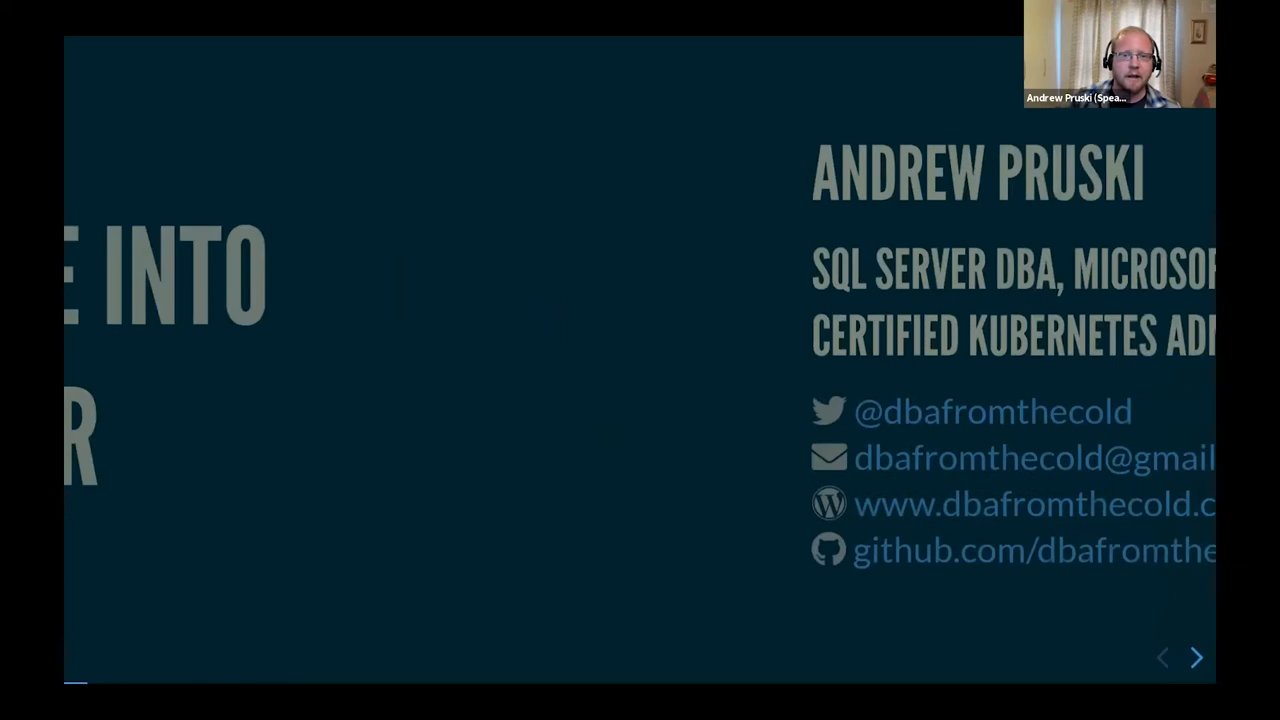 Andrew Pruski (Spea...
ANDREW PRUSKI
E INTO
SQL SERVER DBA, MICROSOF
CERTIFIED KUBERNETES ADM
R
@dbafromthecold
dbafromthecold@gmail
www.dbafromthecold.c
github.com/dbafromthe